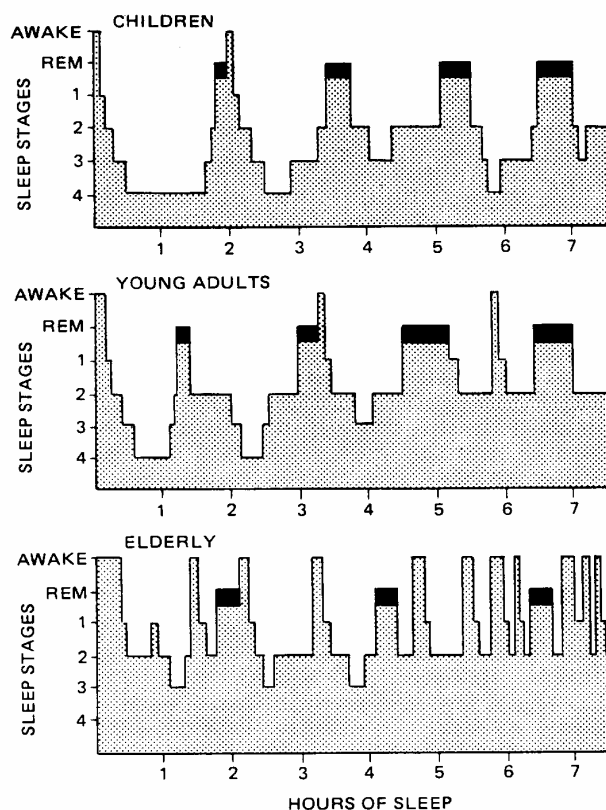 CHILDREN
AWAKE
REM
1
2
3
4
SLEEP STAGES
1 2 3 4 5 6 7
YOUNG ADULTS
AWAKE
REM
1
2
3
4
SLEEP STAGES
1 2 3 4 5 6 7
ELDERLY
AWAKE
REM
1
2
3
4
SLEEP STAGES
1 2 3 4 5 6 7
HOURS OF SLEEP